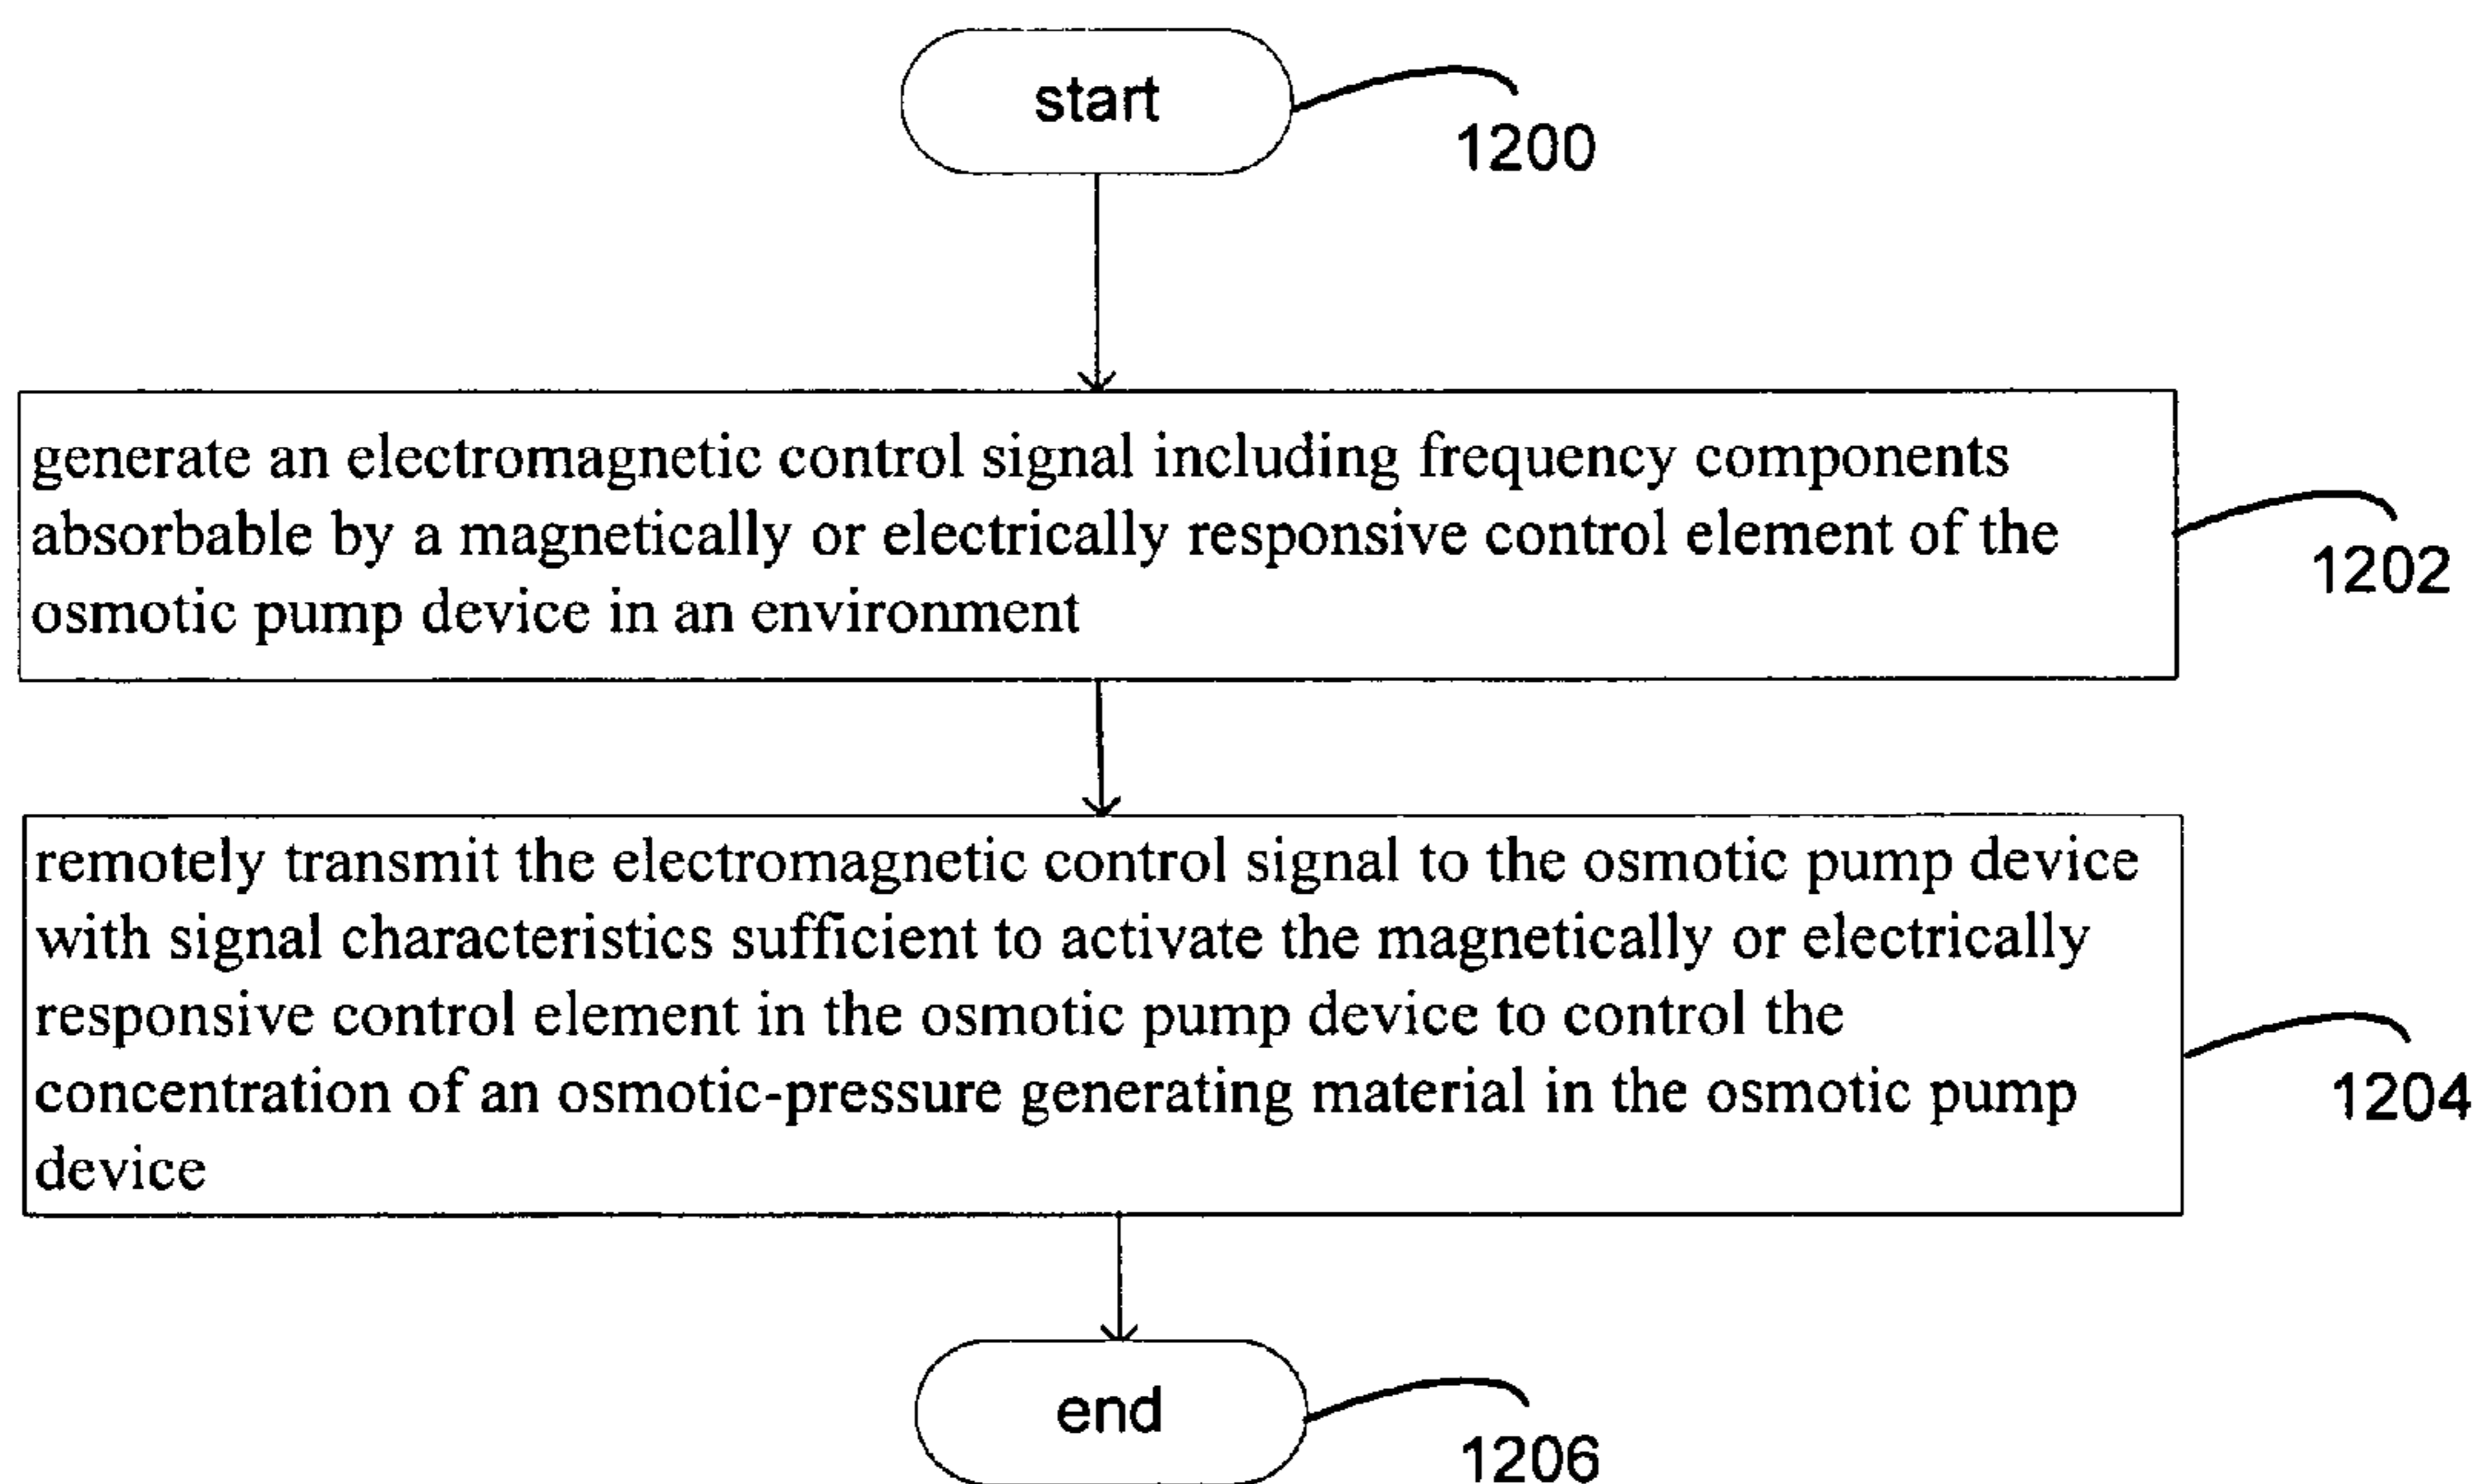 start
1200
generate an electromagnetic control signal including frequency components
absorbable by a magnetically or electrically responsive control element of the
osmotic pump device in an environment
1202
remotely transmit the electromagnetic control signal to the osmotic pump device
with signal characteristics sufficient to activate the magnetically or electrically
responsive control element in the osmotic pump device to control the
concentration of an osmotic-pressure generating material in the osmotic pump
device
1204
end
1206